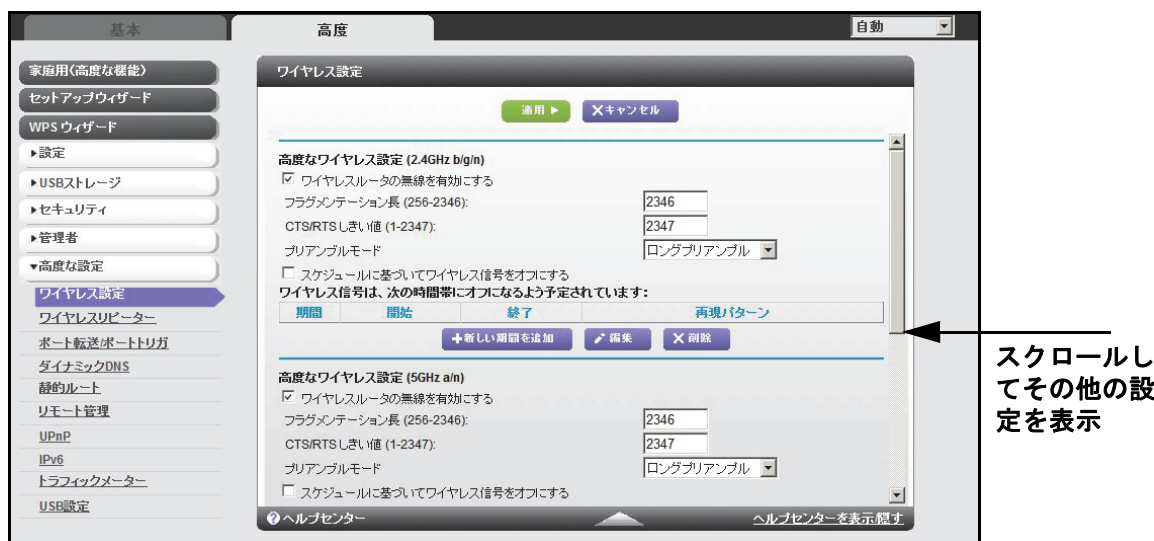 基本
高度
自動
家庭用(高度な機能)
セットアップウィザード
WPS ウィザード
▶設定
▶USBストレージ
▶セキュリティ
▶管理者
▼高度な設定
ワイヤレス設定
ワイヤレスリピーター
ポート転送/ポートトリガ
ダイナミックDNS
静的ルート
リモート管理
UPnP
IPv6
トラフィックメーター
USB設定
ワイヤレス設定
適用 ▶
Xキャンセル
高度なワイヤレス設定 (2.4GHz b/g/n)
ワイヤレスルータの無線を有効にする
フラグメンテーション長 (256-2346):
2346
CTS/RTSしきい値 (1-2347):
2347
プリアンブルモード
ロングプリアンブル
スケジュールに基づいてワイヤレス信号をオフにする
ワイヤレス信号は、次の時間帯にオフになるよう予定されています:
期間 開始 終了 再現パターン
+新しい期間を追加
編集
X 削除
高度なワイヤレス設定 (5GHz a/n)
ワイヤレスルータの無線を有効にする
フラグメンテーション長 (256-2346):
2346
CTS/RTSしきい値 (1-2347):
2347
プリアンブルモード
ロングプリアンブル
スケジュールに基づいてワイヤレス信号をオフにする
?ヘルプセンター
ヘルプセンターを表示/隠す
スクロールし
てその他の設
定を表示